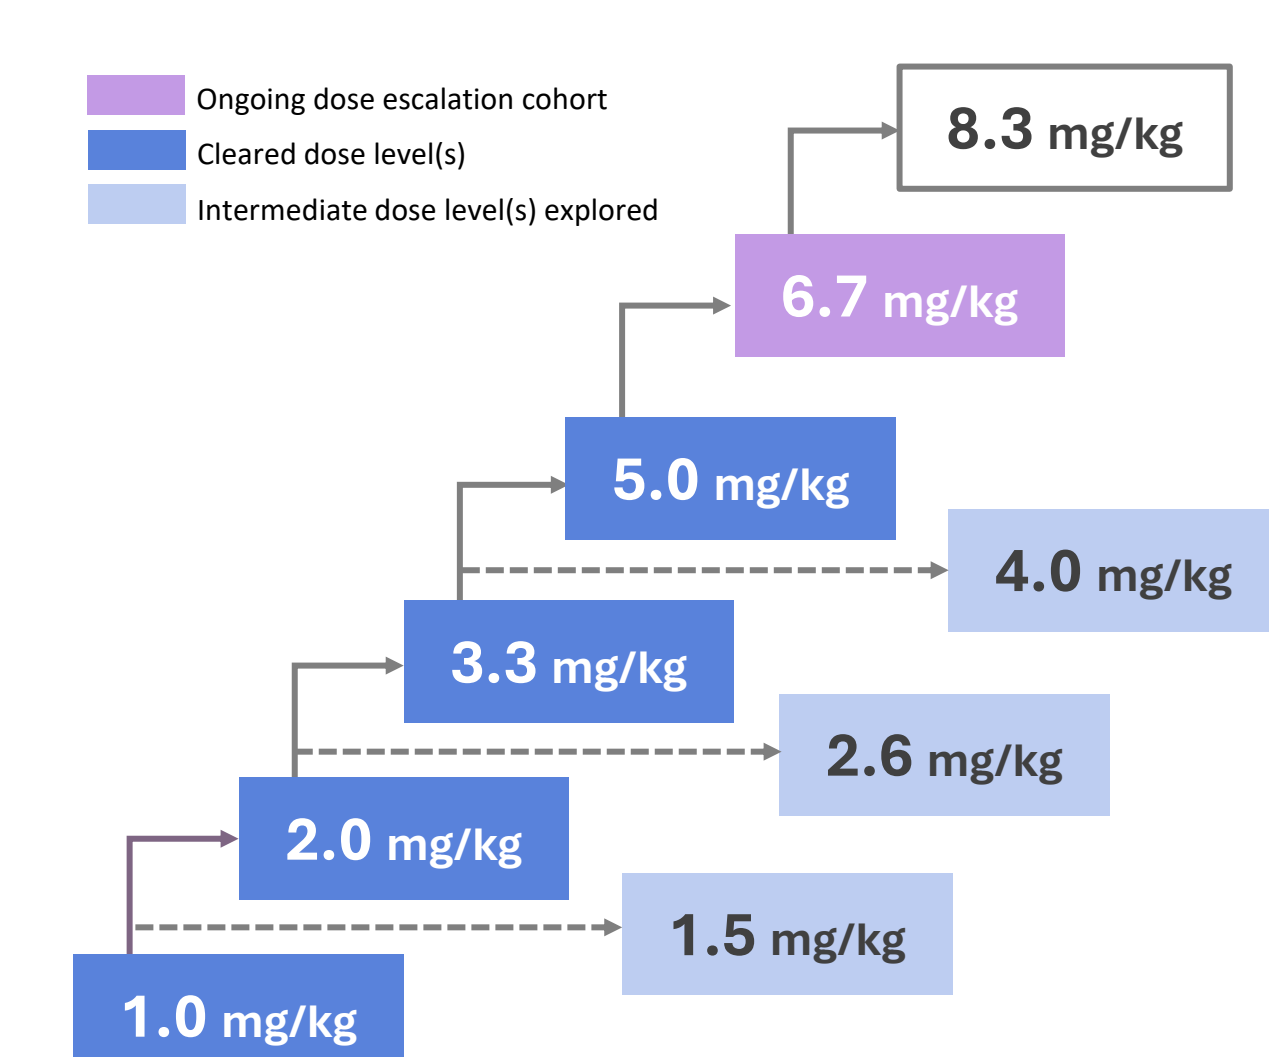 Ongoing dose escalation cohort
Cleared dose level(s)
Intermediate dose level(s) explored
8.3 mg/kg
6.7 mg/kg
5.0 mg/kg
4.0 mg/kg
3.3 mg/kg
2.6 mg/kg
2.0 mg/kg
1.5 mg/kg
1.0 mg/kg